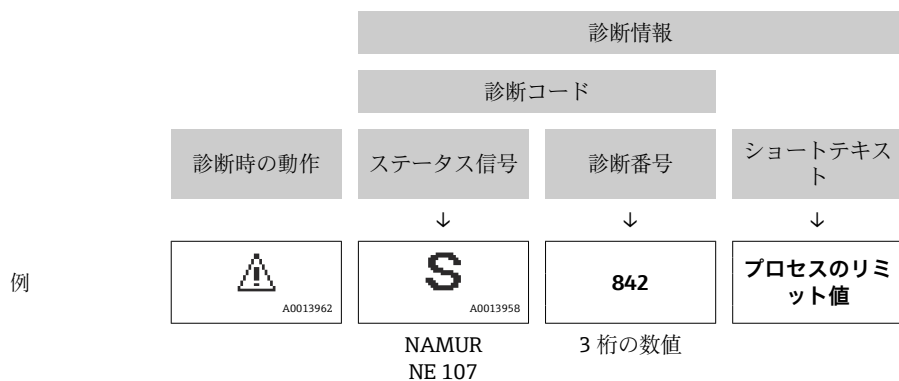 診断情報
診断コード
診断時の動作
ステータス信号
診断番号
ショートテキス
ト
↓
↓
↓
例
A0013962
S
A0013958
842
プロセスのリミ
ット値
NAMUR
NE 107
3 桁の数値